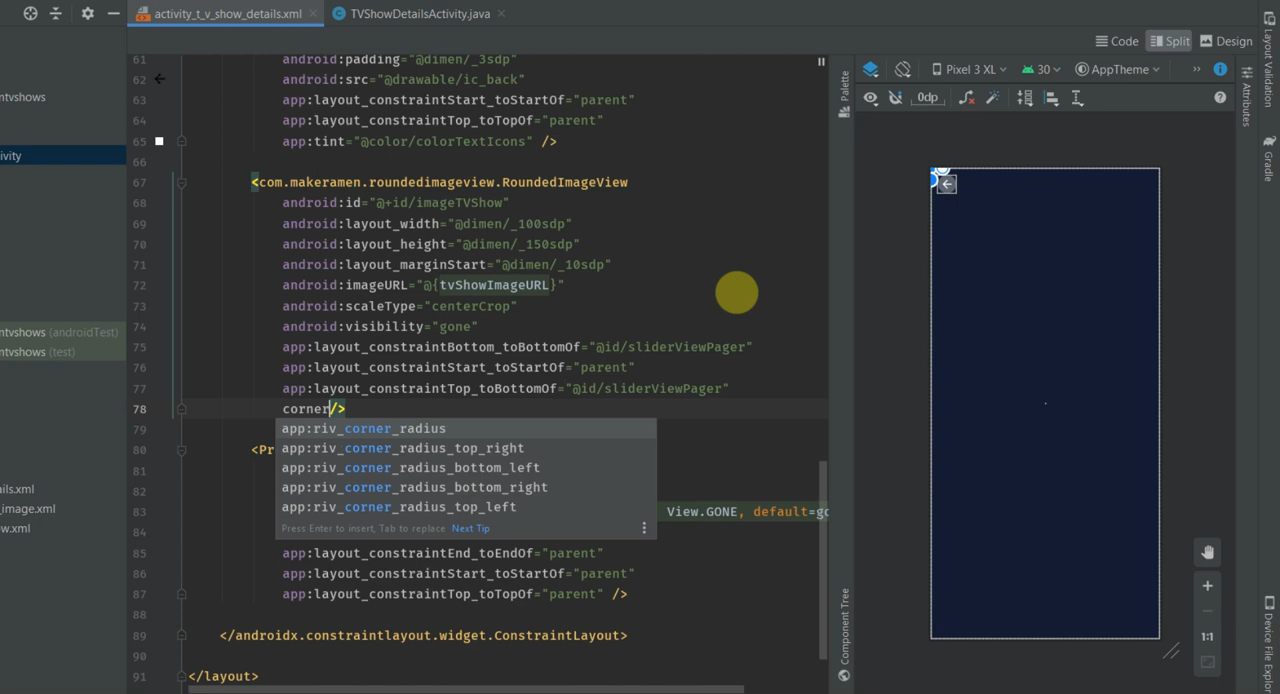 activity_t_v_show_details.xml
TVShowDetailsActivity.java
Code
Split
Design
ntvshows
ivity
ntvshows (androidTest)
ntvshows (test)
ails.xml
_image.xml
ew.xml
61 android:padding="@dimen/_3sdp"
62 android:src="@drawable/ic_back"
63 app:layout_constraintStart_toStartOf="parent"
64 app:layout_constraintTop_toTopOf="parent"
65 app:tint="@color/colorTextIcons" />
66
67 <com.makeramen.roundedimageview.RoundedImageView
68 android:id="@+id/imageTVShow"
69 android:layout_width="@dimen/_100sdp"
70 android:layout_height="@dimen/_150sdp"
71 android:layout_marginStart="@dimen/_10sdp"
72 android:imageURL="@{tvShowImageURL}"
73 android:scaleType="centerCrop"
74 android:visibility="gone"
75 app:layout_constraintBottom_toBottomOf="@id/sliderViewPager"
76 app:layout_constraintStart_toStartOf="parent"
77 app:layout_constraintTop_toBottomOf="@id/sliderViewPager"
78 corner/>
79
app:riv_corner_radius
app:riv_corner_radius_top_right
app:riv_corner_radius_bottom_left
app:riv_corner_radius_bottom_right
app:riv_corner_radius_top_left
Press Enter to insert, Tab to replace Next Tip
80 <Pr
81
82
83 View.GONE, default=go
84
85 app:layout_constraintEnd_toEndOf="parent"
86 app:layout_constraintStart_toStartOf="parent"
87 app:layout_constraintTop_toTopOf="parent" />
88
89 </androidx.constraintlayout.widget.ConstraintLayout>
90
91 </layout>
Palette
Component Tree
Pixel 3 XL
30
AppTheme
0dp
1:1
Attributes
Layout Validation
Gradle
Device File Explor